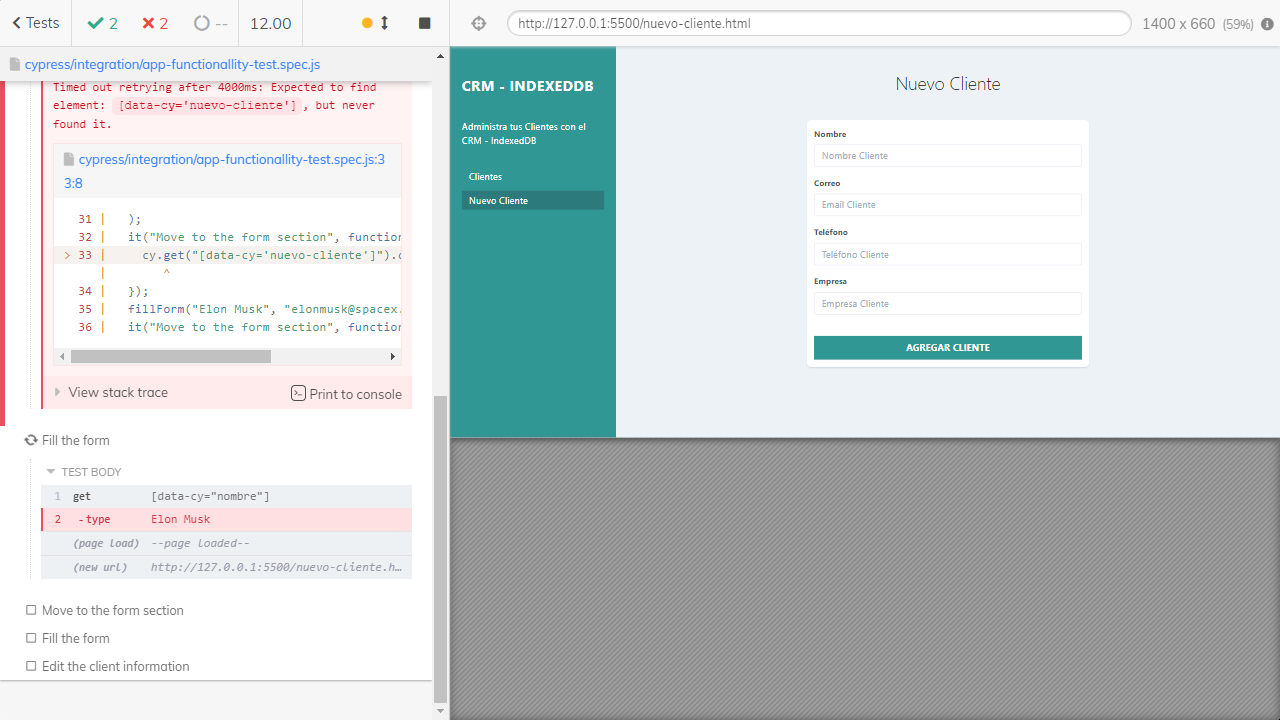 Tests 2 2 -- 12.00
http://127.0.0.1:5500/nuevo-cliente.html 1400 x 660 (59%)
cypress/integration/app-functionallity-test.spec.js
Timed out retrying after 4000ms: Expected to find
element: [data-cy='nuevo-cliente'], but never
found it.
cypress/integration/app-functionallity-test.spec.js:3
3:8
31 | );
32 | it("Move to the form section", function
> 33 | cy.get("[data-cy='nuevo-cliente']").c
| ^
34 | });
35 | fillForm("Elon Musk", "elonmusk@spacex.
36 | it("Move to the form section", function
View stack trace
Print to console
Fill the form
TEST BODY
1 get [data-cy="nombre"]
2 -type Elon Musk
(page load) --page loaded--
(new url) http://127.0.0.1:5500/nuevo-cliente.h…
Move to the form section
Fill the form
Edit the client information
CRM - INDEXEDDB
Administra tus Clientes con el
CRM - IndexedDB
Clientes
Nuevo Cliente
Nuevo Cliente
Nombre
Nombre Cliente
Correo
Email Cliente
Teléfono
Teléfono Cliente
Empresa
Empresa Cliente
AGREGAR CLIENTE